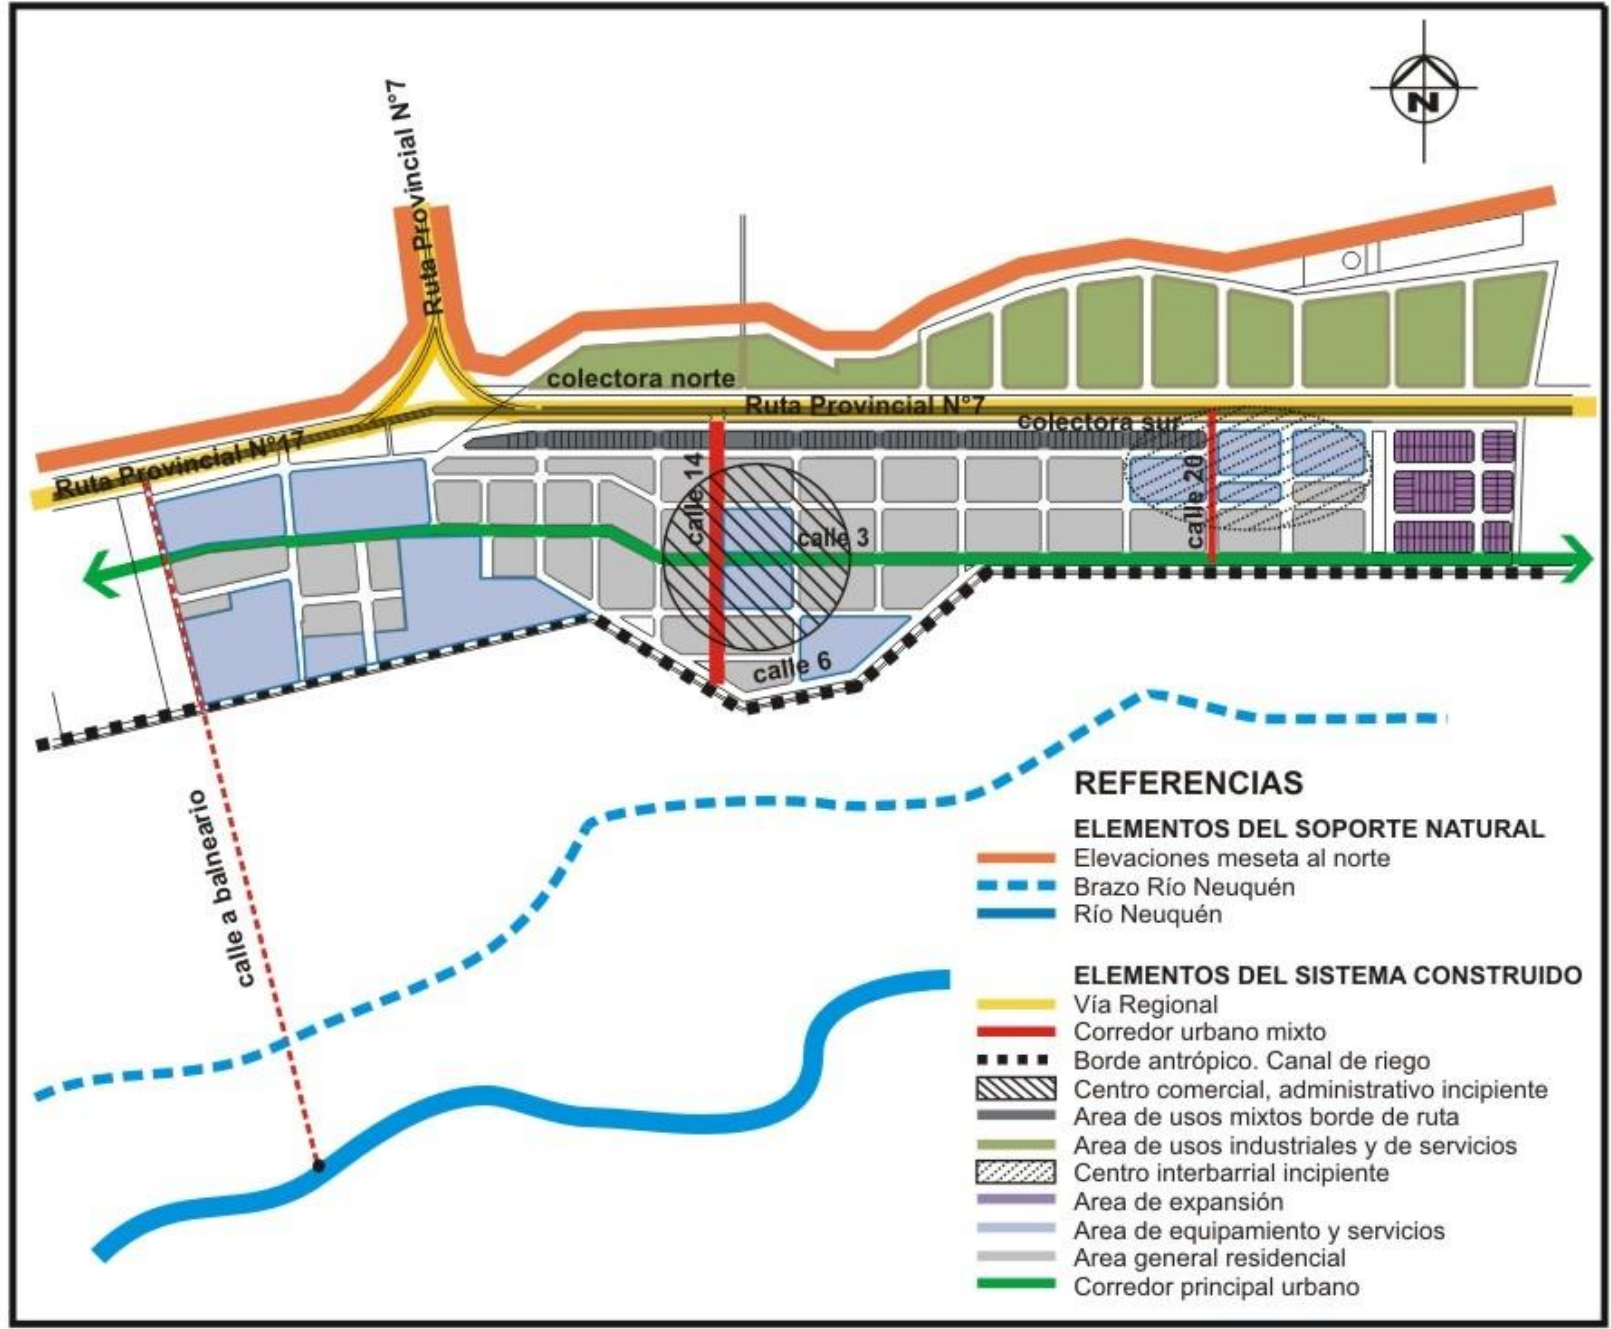 Ruta Provincial N°7
N
colectora norte
Ruta Provincial N°7
colectora sur
Ruta Provincial N°17
calle 14
calle 20
calle 3
calle 6
calle a balneario
REFERENCIAS
ELEMENTOS DEL SOPORTE NATURAL
Elevaciones meseta al norte
Brazo Río Neuquén
Río Neuquén
ELEMENTOS DEL SISTEMA CONSTRUIDO
Vía Regional
Corredor urbano mixto
Borde antrópico. Canal de riego
Centro comercial, administrativo incipiente
Area de usos mixtos borde de ruta
Area de usos industriales y de servicios
Centro interbarrial incipiente
Area de expansión
Area de equipamiento y servicios
Area general residencial
Corredor principal urbano